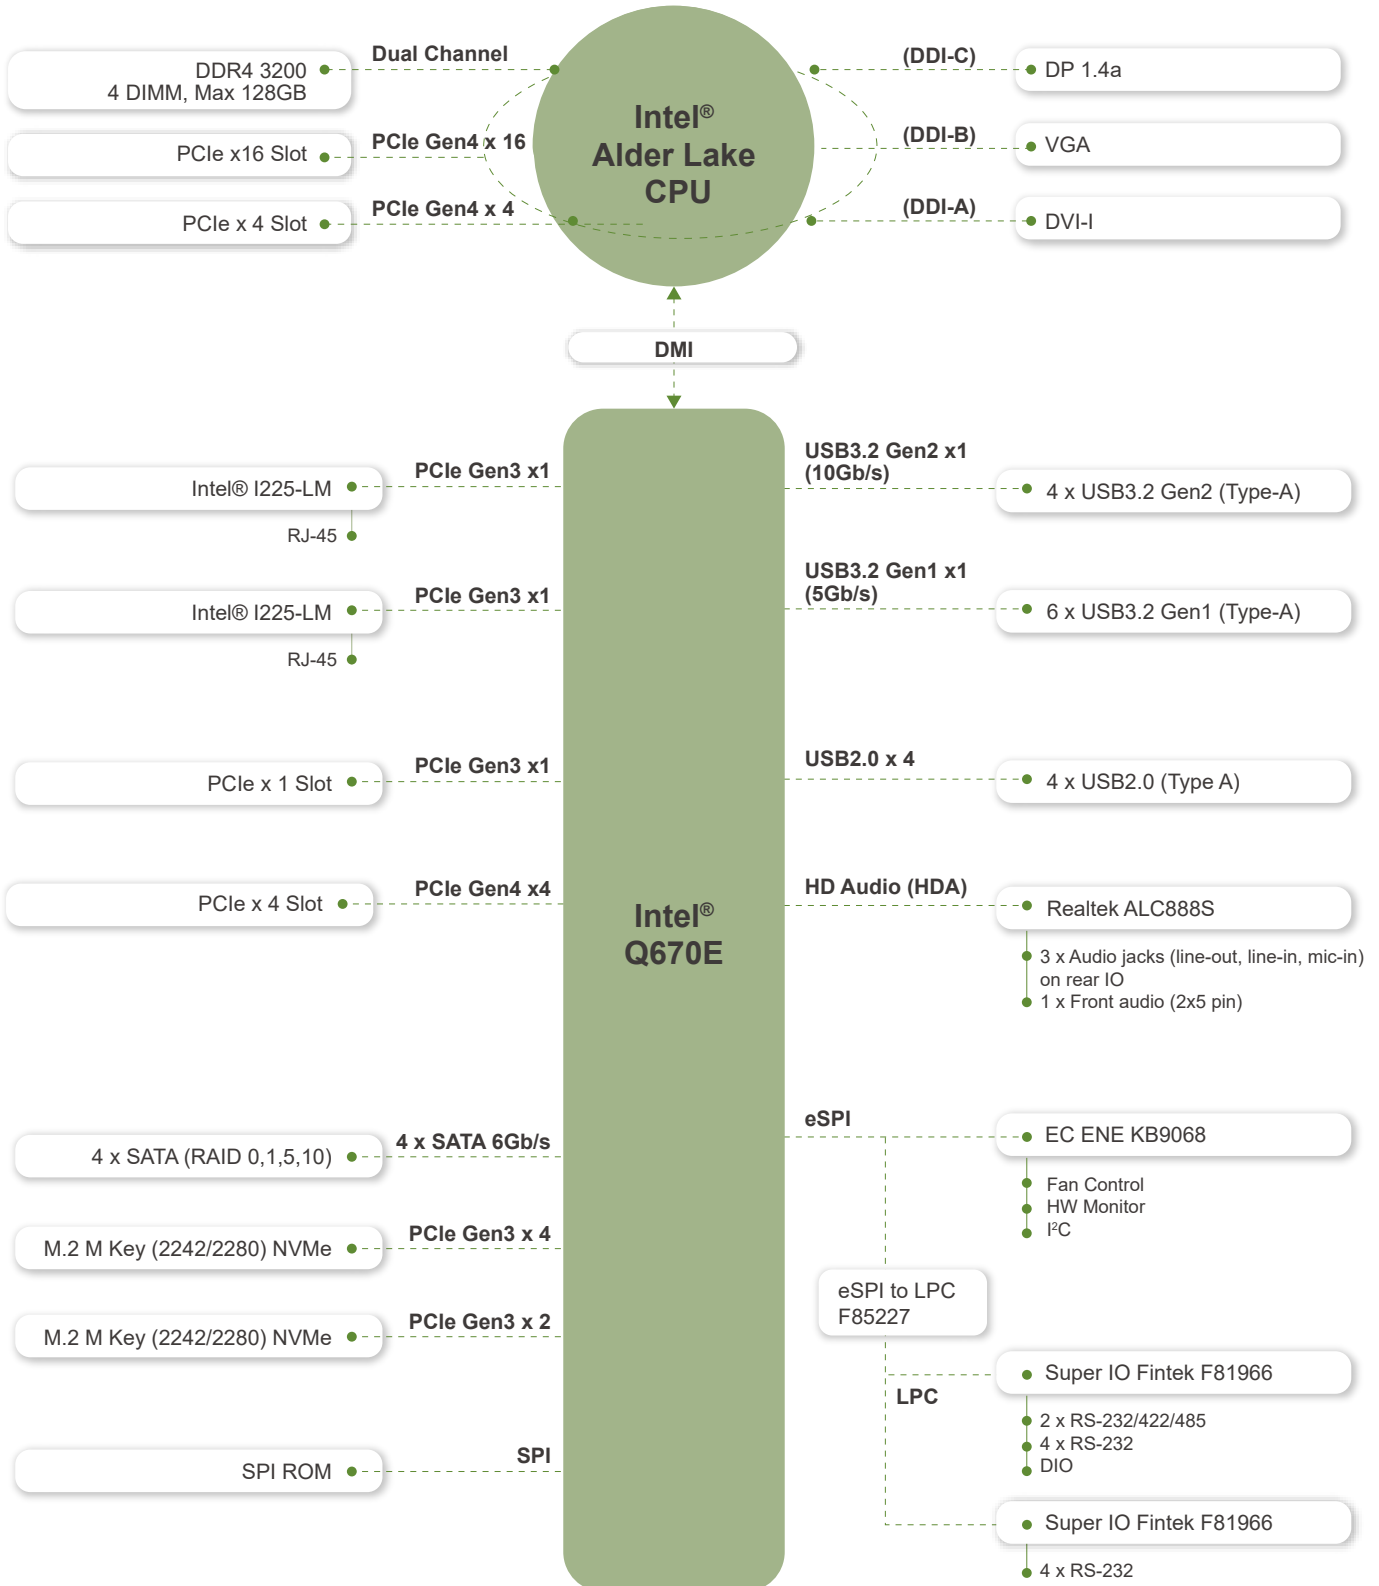 Dual Channel
DDR4 3200
4 DIMM, Max 128GB
PCIe Gen4 x 16
PCIe x16 Slot
PCIe Gen4 x 4
PCIe x 4 Slot
Intel®
Alder Lake
CPU
(DDI-C)
DP 1.4a
(DDI-B)
VGA
(DDI-A)
DVI-I
DMI
PCIe Gen3 x1
Intel® I225-LM
RJ-45
PCIe Gen3 x1
Intel® I225-LM
RJ-45
PCIe Gen3 x1
PCIe x 1 Slot
PCIe Gen4 x4
PCIe x 4 Slot
4 x SATA 6Gb/s
4 x SATA (RAID 0,1,5,10)
PCIe Gen3 x 4
M.2 M Key (2242/2280) NVMe
PCIe Gen3 x 2
M.2 M Key (2242/2280) NVMe
SPI
SPI ROM
Intel®
Q670E
USB3.2 Gen2 x1
(10Gb/s)
4 x USB3.2 Gen2 (Type-A)
USB3.2 Gen1 x1
(5Gb/s)
6 x USB3.2 Gen1 (Type-A)
USB2.0 x 4
4 x USB2.0 (Type A)
HD Audio (HDA)
Realtek ALC888S
3 x Audio jacks (line-out, line-in, mic-in)
on rear IO
1 x Front audio (2x5 pin)
eSPI
EC ENE KB9068
Fan Control
HW Monitor
I²C
eSPI to LPC
F85227
LPC
Super IO Fintek F81966
2 x RS-232/422/485
4 x RS-232
DIO
Super IO Fintek F81966
4 x RS-232